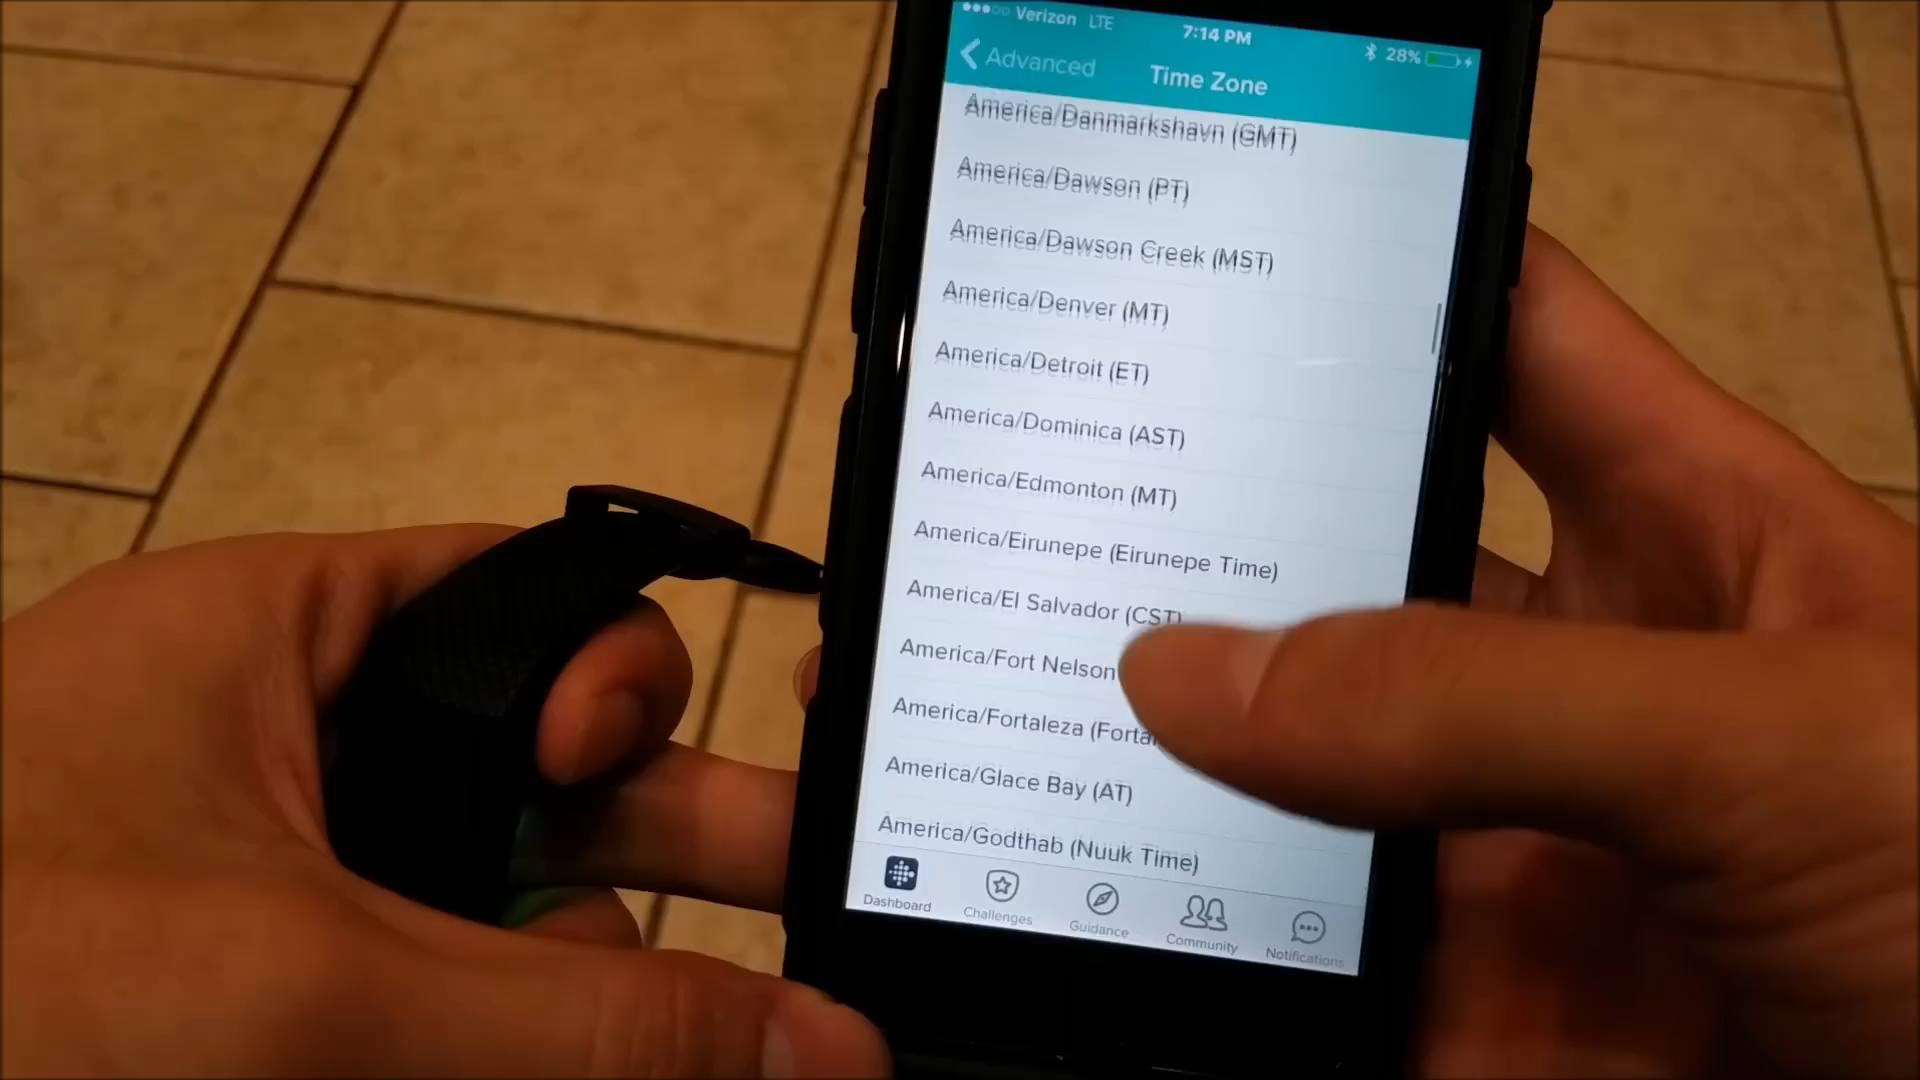 Verizon LTE 7:14 PM 28%
Advanced Time Zone
America/Danmarkshavn (GMT)
America/Dawson (PT)
America/Dawson Creek (MST)
America/Denver (MT)
America/Detroit (ET)
America/Dominica (AST)
America/Edmonton (MT)
America/Eirunepe (Eirunepe Time)
America/El Salvador (CST)
America/Fort Nelson
America/Fortaleza (Forta
America/Glace Bay (AT)
America/Godthab (Nuuk Time)
Dashboard Challenges Guidance Community Notifications